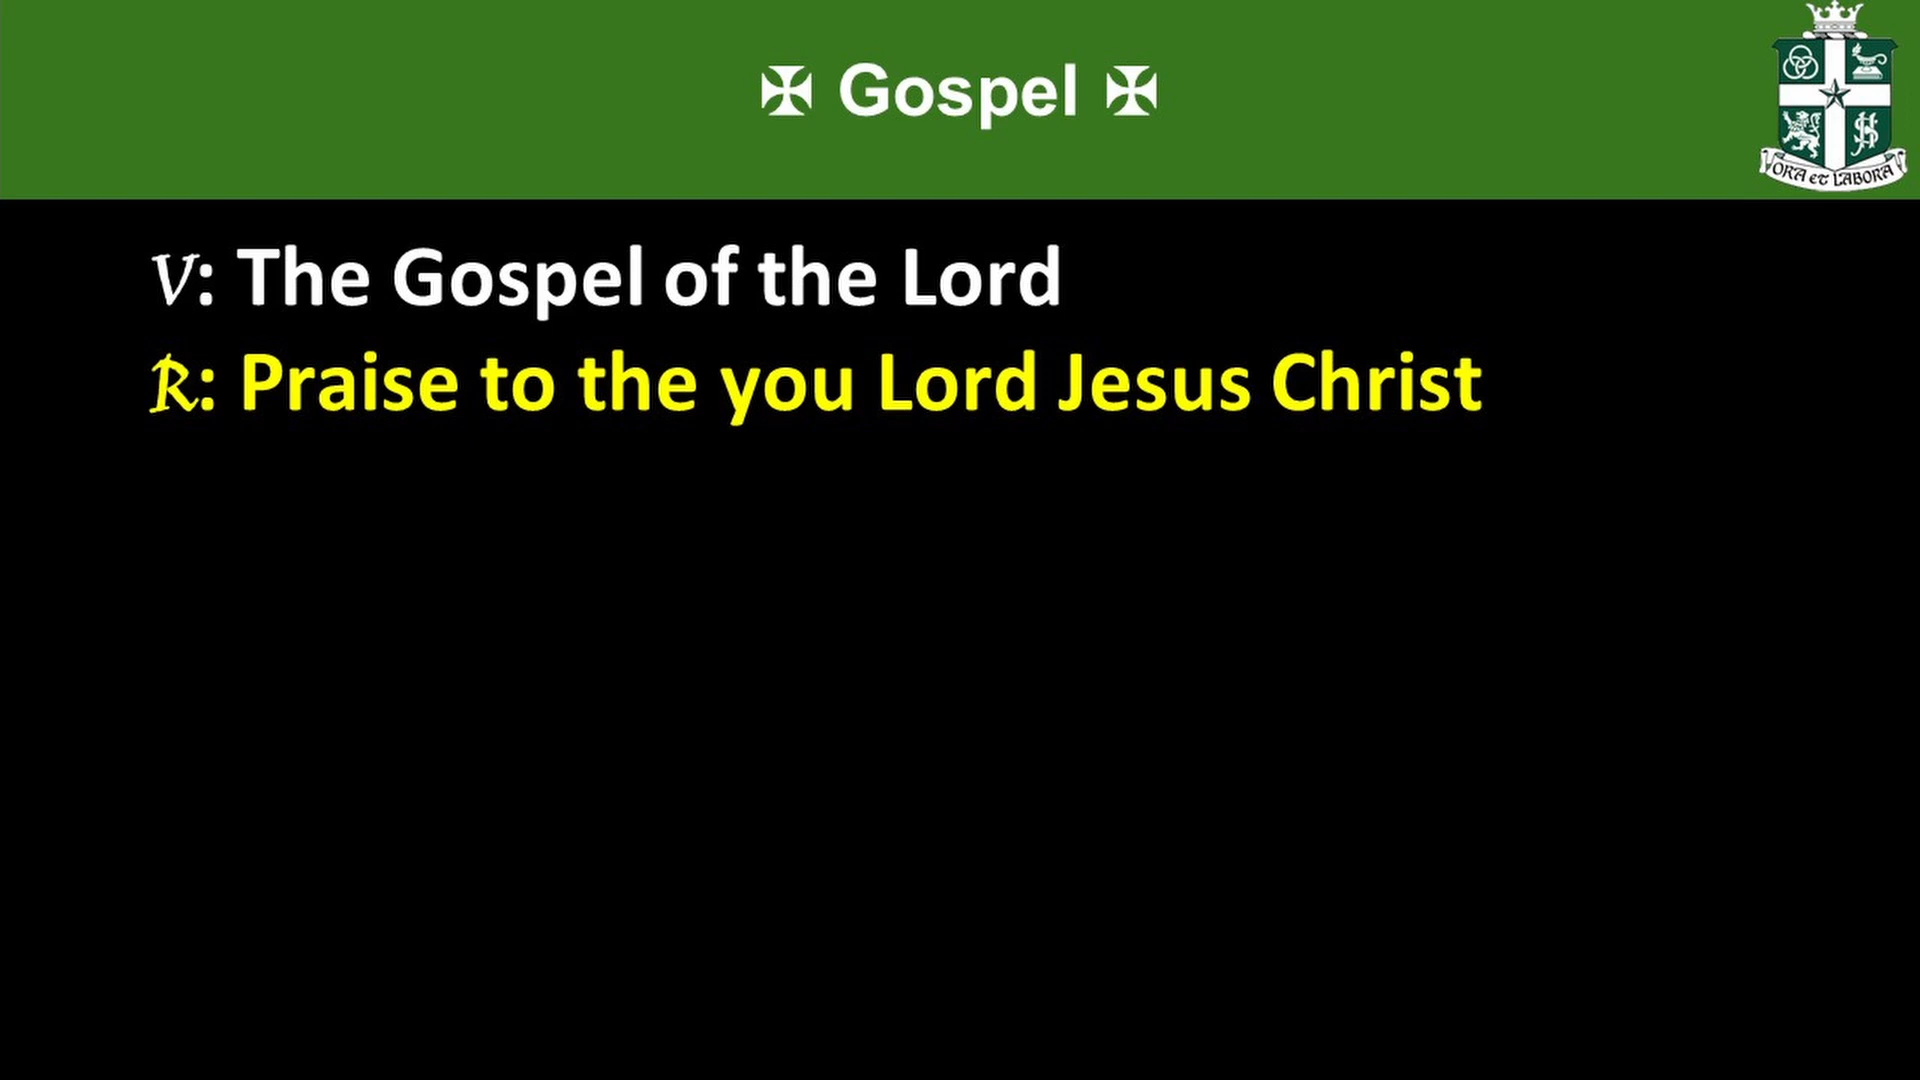 ✠ Gospel ✠
ORA ET LABORA
V: The Gospel of the Lord
R: Praise to the you Lord Jesus Christ